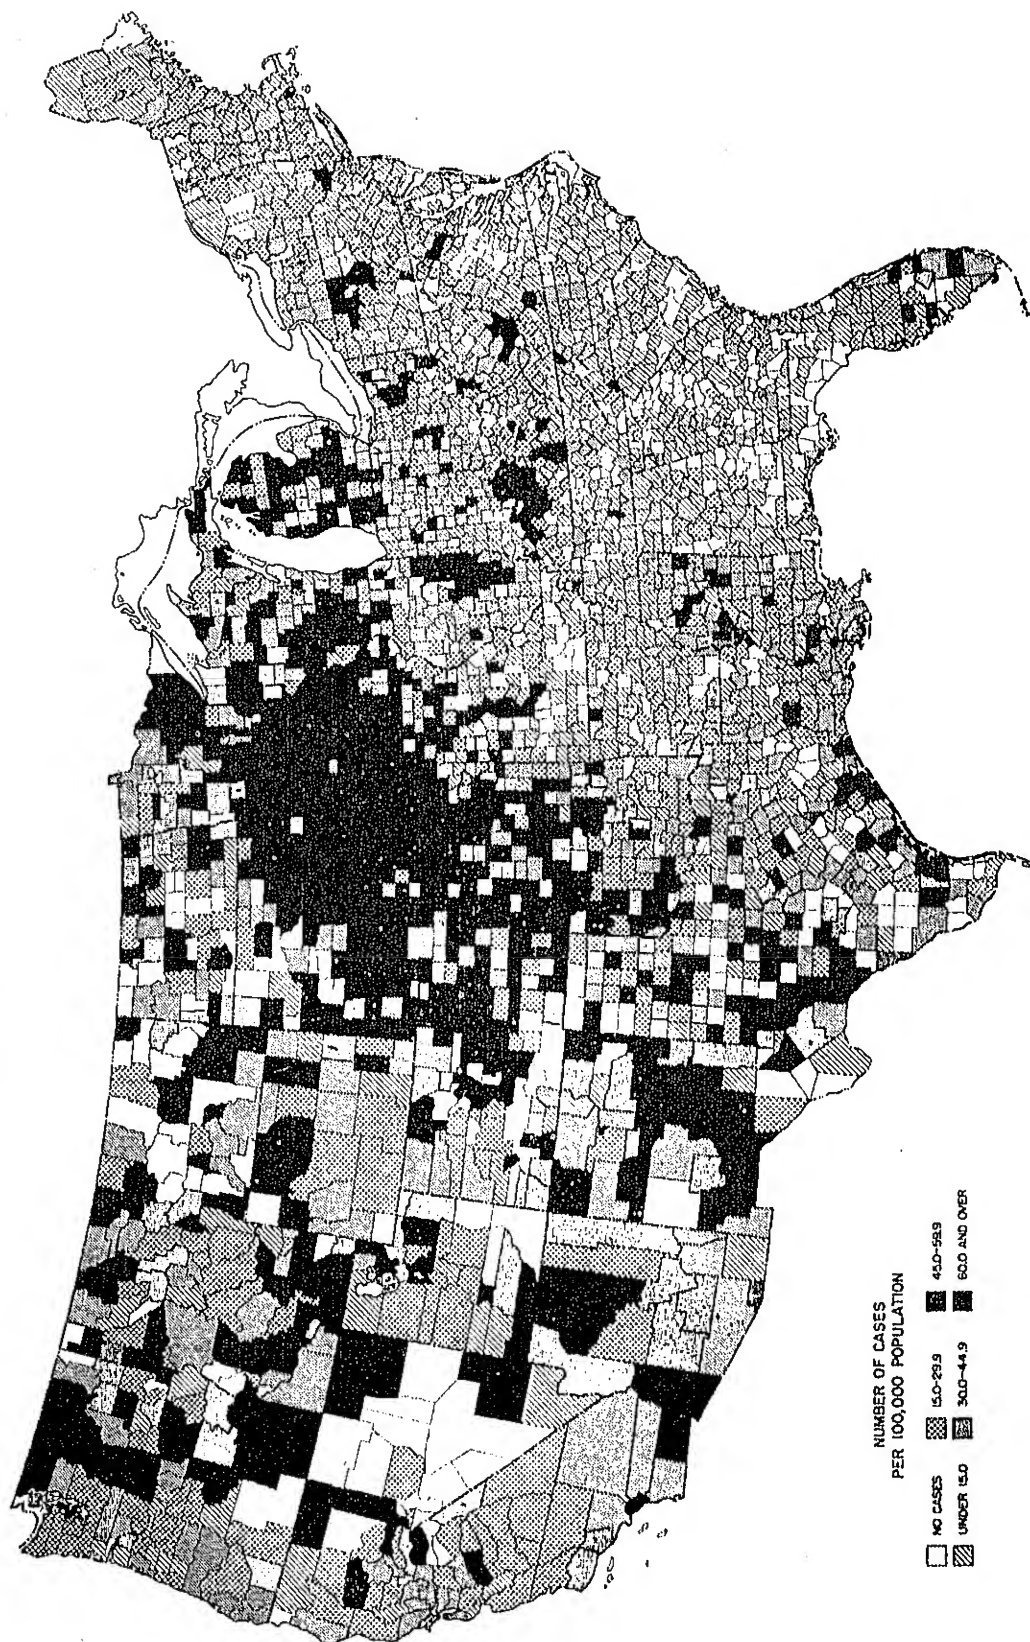 NUMBER OF CASES
PER 100,000 POPULATION
NO CASES
UNDER 15.0
15.0-29.9
30.0-44.9
45.0-59.9
60.0 AND OVER